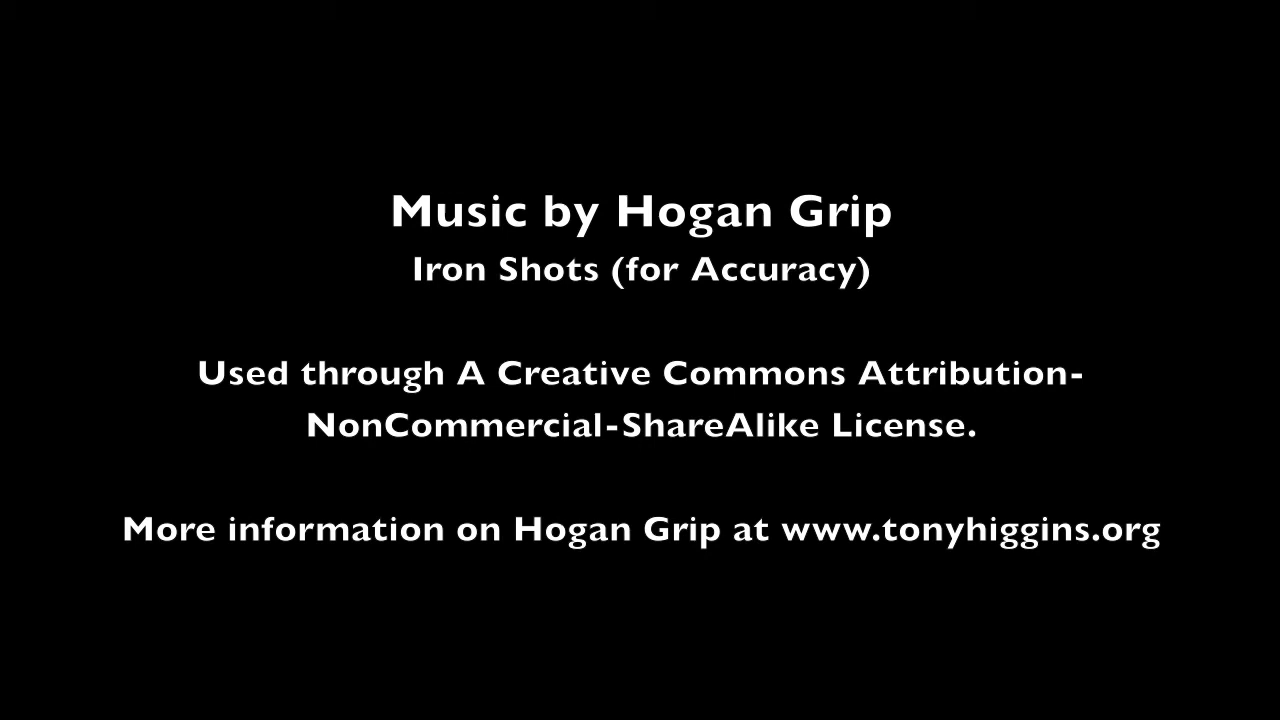 Music by Hogan Grip
Iron Shots (for Accuracy)
Used through A Creative Commons Attribution-
NonCommercial-ShareAlike License.
More information on Hogan Grip at www.tonyhiggins.org